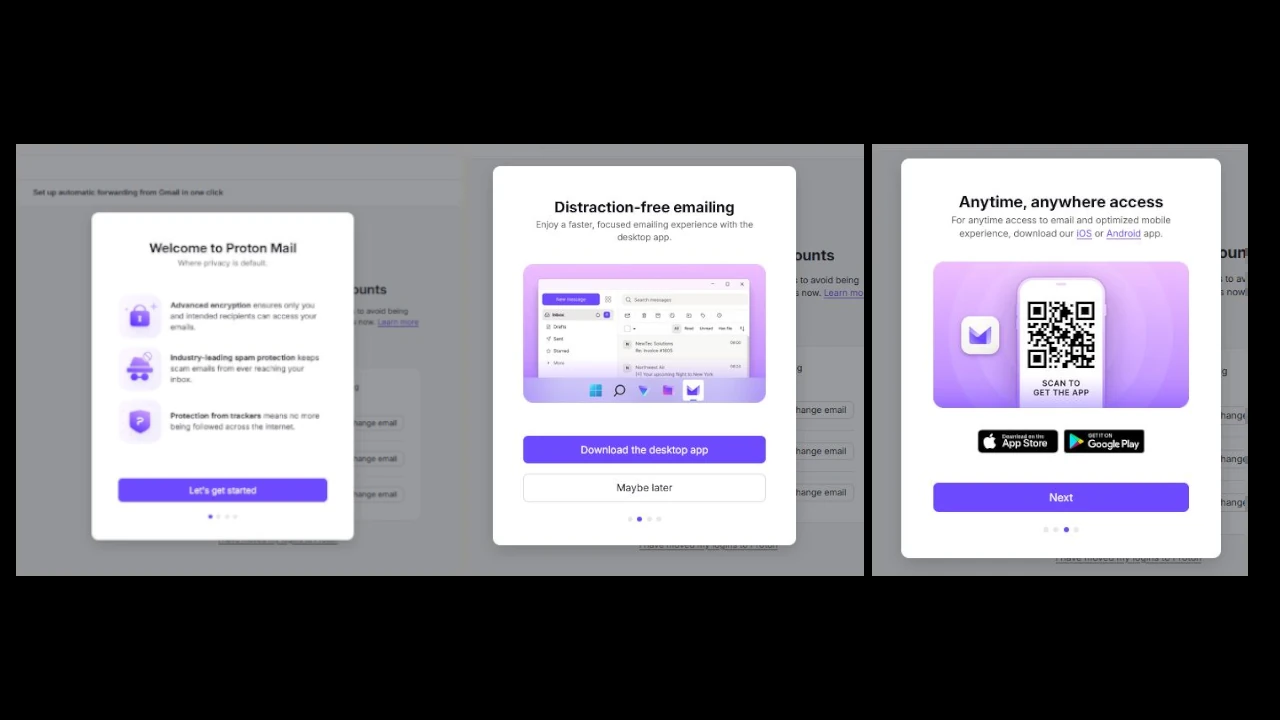 Set up automatic forwarding from Gmail in one click
Welcome to Proton Mail
Where privacy is default.
Advanced encryption ensures only you
and intended recipients can access your
emails.
Industry-leading spam protection keeps
scam emails from ever reaching your
inbox.
Protection from trackers means no more
being followed across the internet.
Let's get started
ounts
to avoid being
now. Learn more
hange email
hange email
hange email
Distraction-free emailing
Enjoy a faster, focused emailing experience with the
desktop app.
New message
Search messages
Inbox
Drafts
Sent
Starred
More
All Read Unread Has file
NewTec Solutions
Re: Invoice #1005
Northwest Air
Your upcoming flight to New York
Download the desktop app
Maybe later
ounts
s to avoid being
s now. Learn mo
g
hange email
hange email
hange email
I have moved my logins to Proton
Anytime, anywhere access
For anytime access to email and optimized mobile
experience, download our iOS or Android app.
SCAN TO
GET THE APP
Download on the
App Store
GET IT ON
Google Play
Next
oun
s to av
s now
g
hange
hange
hange
I have moved my logins to Proton